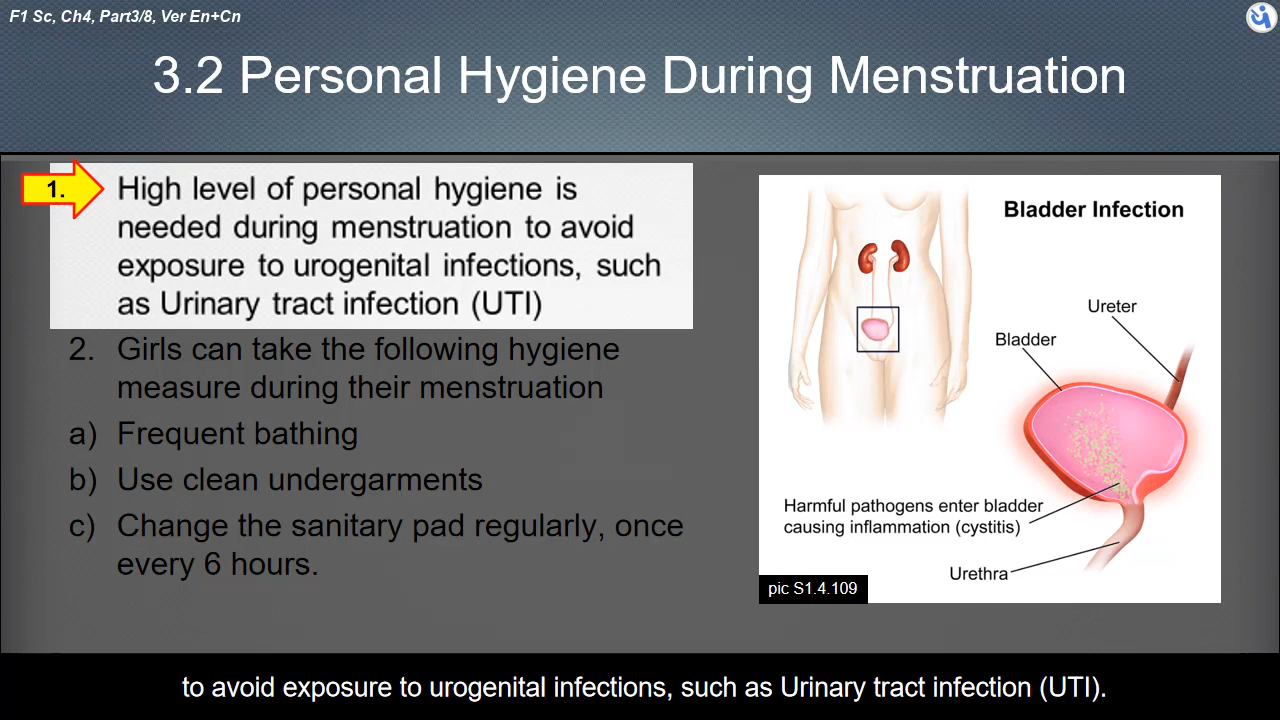 F1 Sc, Ch4, Part3/8, Ver En+Cn
3.2 Personal Hygiene During Menstruation
1.
High level of personal hygiene is
needed during menstruation to avoid
exposure to urogenital infections, such
as Urinary tract infection (UTI)
2. Girls can take the following hygiene
measure during their menstruation
a) Frequent bathing
b) Use clean undergarments
c) Change the sanitary pad regularly, once
every 6 hours.
Bladder Infection
Ureter
Bladder
Harmful pathogens enter bladder
causing inflammation (cystitis)
Urethra
pic S1.4.109
to avoid exposure to urogenital infections, such as Urinary tract infection (UTI).